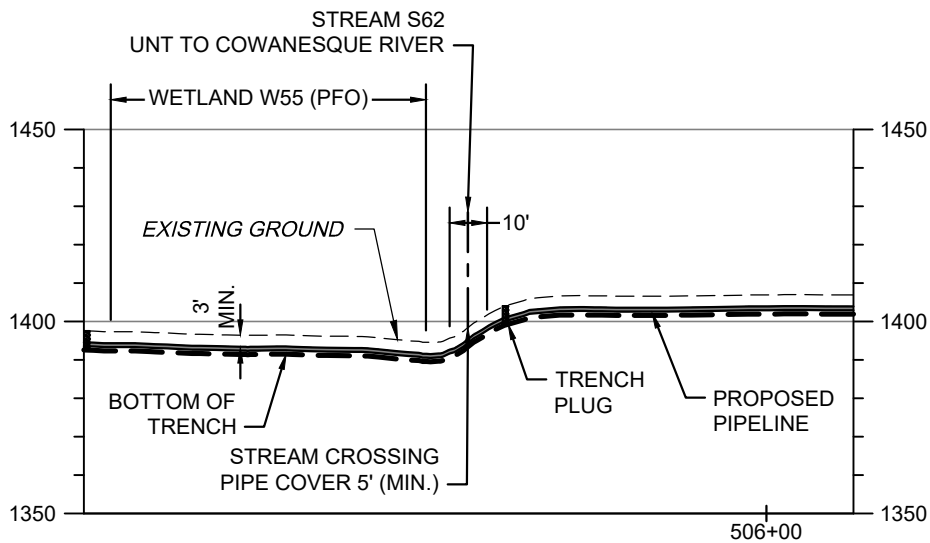 STREAM S62
UNT TO COWANESQUE RIVER
WETLAND W55 (PFO)
1450
1450
EXISTING GROUND
10'
3'
MIN.
1400
1400
BOTTOM OF
TRENCH
TRENCH
PLUG
PROPOSED
PIPELINE
STREAM CROSSING
PIPE COVER 5' (MIN.)
1350
1350
506+00